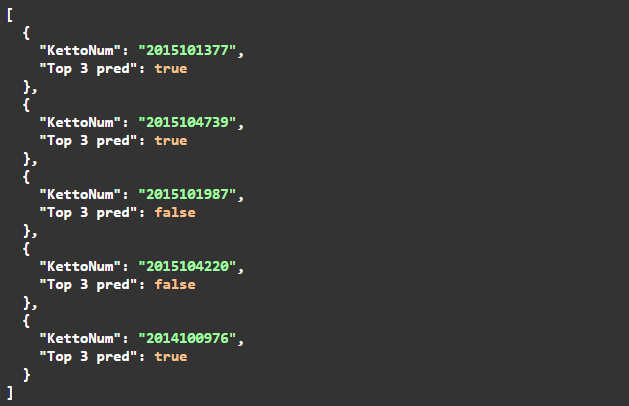 [
  {
    "KettoNum": "2015101377",
    "Top 3 pred": true
  },
  {
    "KettoNum": "2015104739",
    "Top 3 pred": true
  },
  {
    "KettoNum": "2015101987",
    "Top 3 pred": false
  },
  {
    "KettoNum": "2015104220",
    "Top 3 pred": false
  },
  {
    "KettoNum": "2014100976",
    "Top 3 pred": true
  }
]